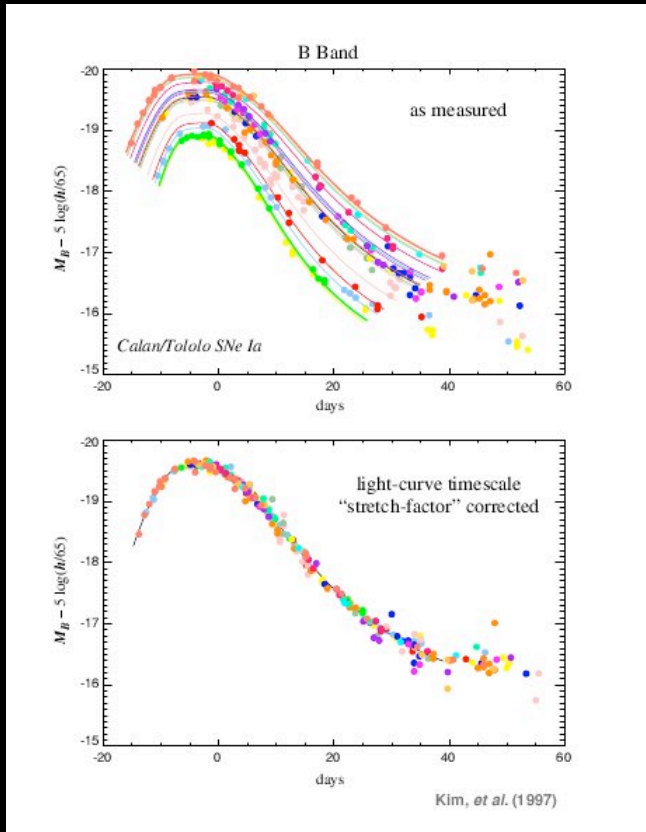 B Band
-20
as measured
-19
-18
M_B – 5 log(h/65)
-17
-16
Calan/Tololo SNe Ia
-15
-20 0 20 40 60
days
-20
light-curve timescale
“stretch-factor” corrected
-19
-18
M_B – 5 log(h/65)
-17
-16
-15
-20 0 20 40 60
days
Kim, et al. (1997)